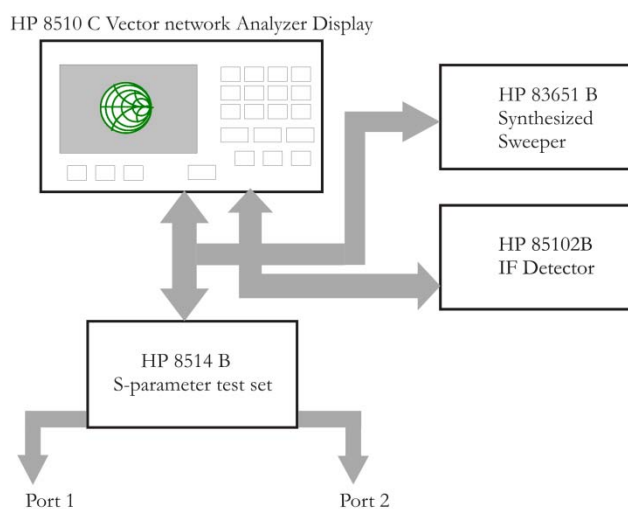 HP 8510 C Vector network Analyzer Display
HP 83651 B
Synthesized
Sweeper
HP 85102B
IF Detector
HP 8514 B
S-parameter test set
Port 1
Port 2